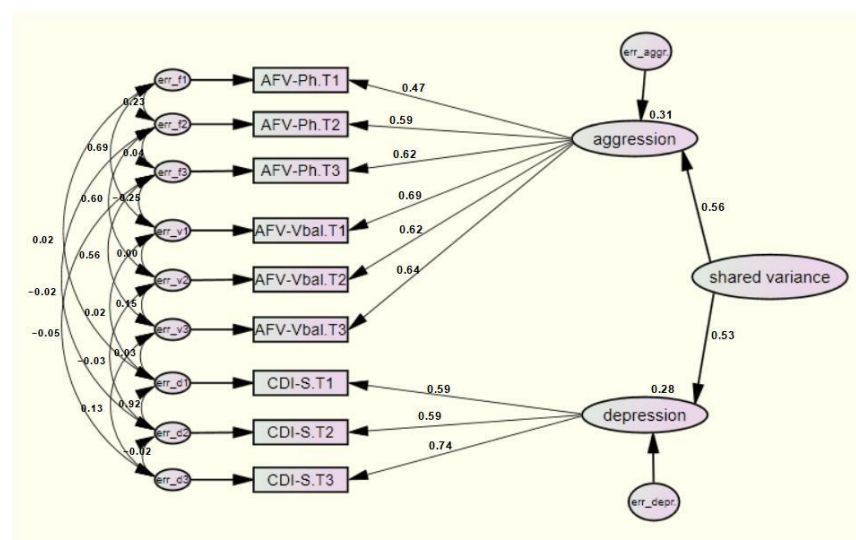 err_aggr.
err_f1
AFV-Ph.T1
0.47
0.23
0.31
err_f2
AFV-Ph.T2
0.59
aggression
0.69
0.04
err_f3
AFV-Ph.T3
0.62
0.60
−0.25
0.69
0.56
err_v1
AFV-Vbal.T1
0.62
0.02
0.56
0.00
err_v2
AFV-Vbal.T2
0.64
shared variance
−0.02
0.02
0.15
err_v3
AFV-Vbal.T3
−0.05
0.53
−0.03
0.03
err_d1
CDI-S.T1
0.59
0.28
0.13
0.92
err_d2
CDI-S.T2
0.59
depression
−0.02
err_d3
CDI-S.T3
0.74
err_depr.